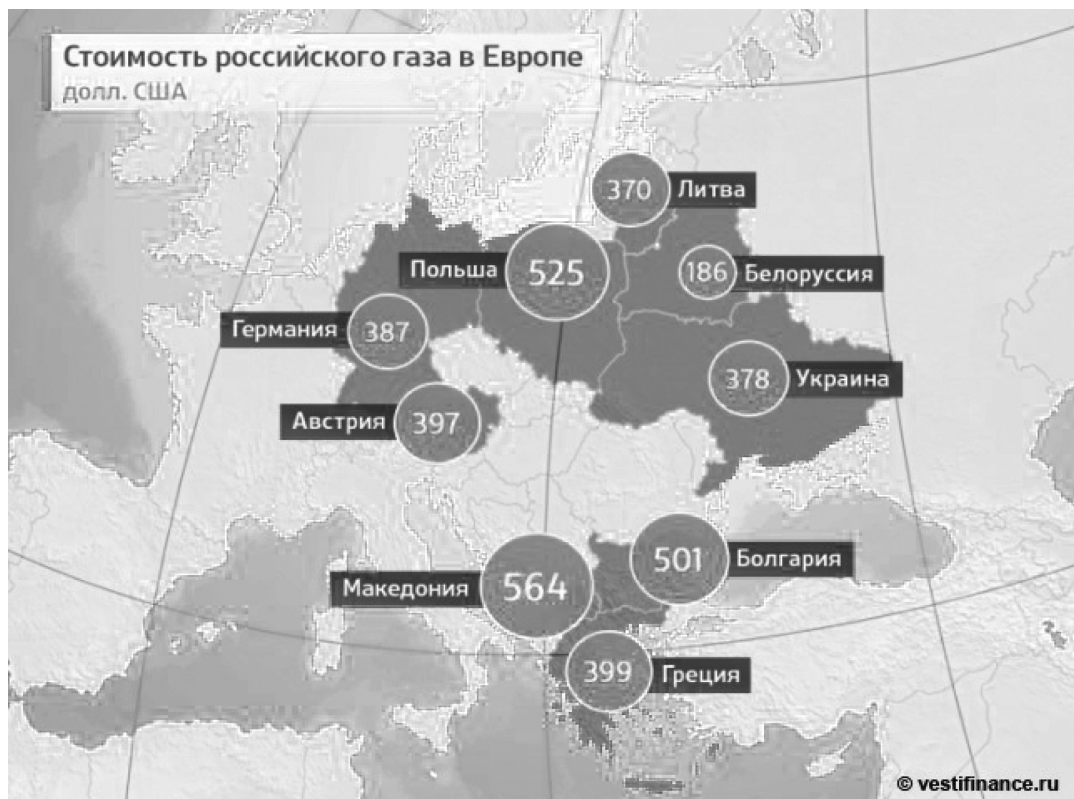 Стоимость российского газа в Европе
долл. США
370 Литва
Польша 525
186 Белоруссия
Германия 387
378 Украина
Австрия 397
501 Болгария
Македония 564
399 Греция
© vestifinance.ru